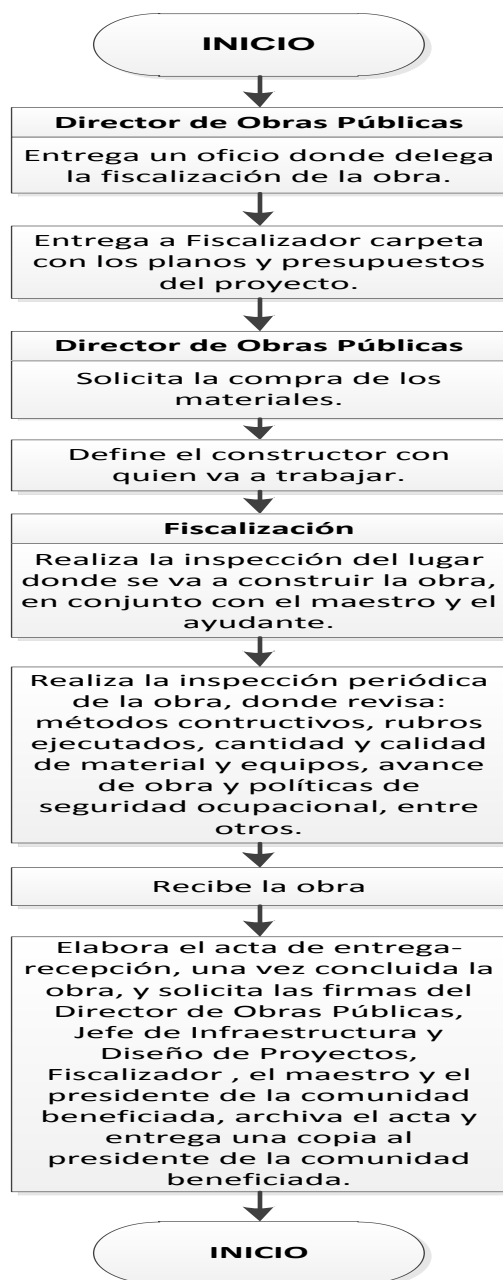 INICIO
Director de Obras Públicas
Entrega un oficio donde delega
la fiscalización de la obra.
Entrega a Fiscalizador carpeta
con los planos y presupuestos
del proyecto.
Director de Obras Públicas
Solicita la compra de los
materiales.
Define el constructor con
quien va a trabajar.
Fiscalización
Realiza la inspección del lugar
donde se va a construir la obra,
en conjunto con el maestro y el
ayudante.
Realiza la inspección periódica
de la obra, donde revisa:
métodos contructivos, rubros
ejecutados, cantidad y calidad
de material y equipos, avance
de obra y políticas de
seguridad ocupacional, entre
otros.
Recibe la obra
Elabora el acta de entrega-
recepción, una vez concluida la
obra, y solicita las firmas del
Director de Obras Públicas,
Jefe de Infraestructura y
Diseño de Proyectos,
Fiscalizador , el maestro y el
presidente de la comunidad
beneficiada, archiva el acta y
entrega una copia al
presidente de la comunidad
beneficiada.
INICIO